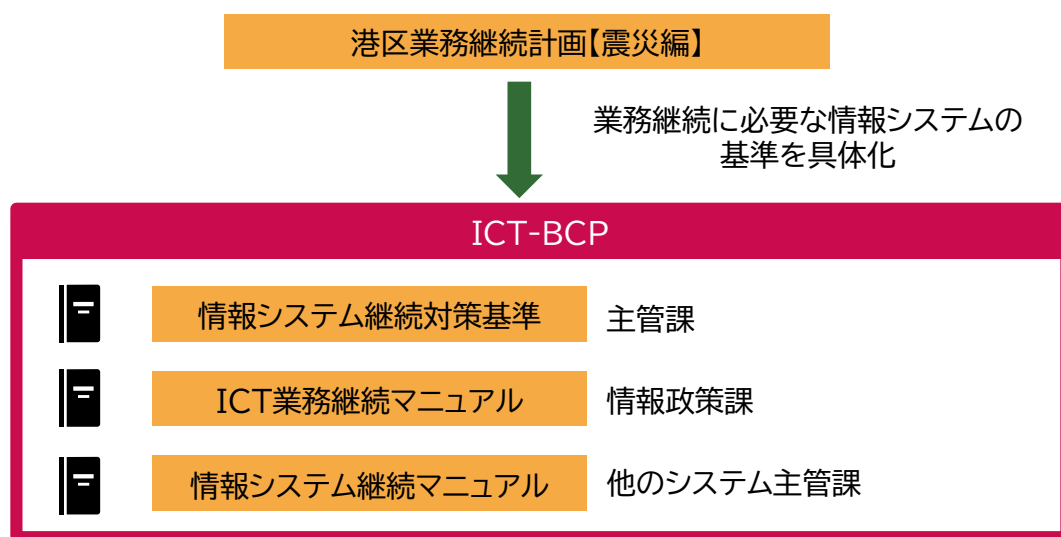 港区業務継続計画【震災編】
業務継続に必要な情報システムの
基準を具体化
ICT-BCP
情報システム継続対策基準
主管課
ICT業務継続マニュアル
情報政策課
情報システム継続マニュアル
他のシステム主管課